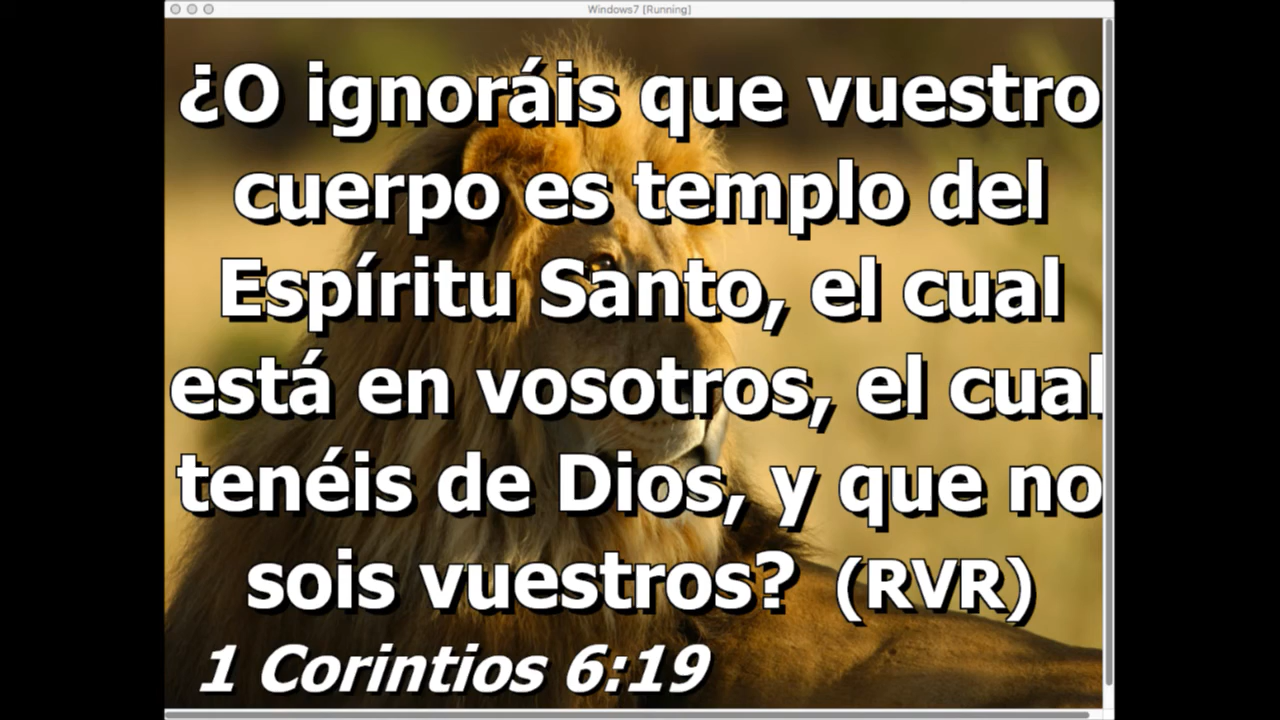 Windows7 [Running]
¿O ignoráis que vuestro
cuerpo es templo del
Espíritu Santo, el cual
está en vosotros, el cual
tenéis de Dios, y que no
sois vuestros? (RVR)
1 Corintios 6:19